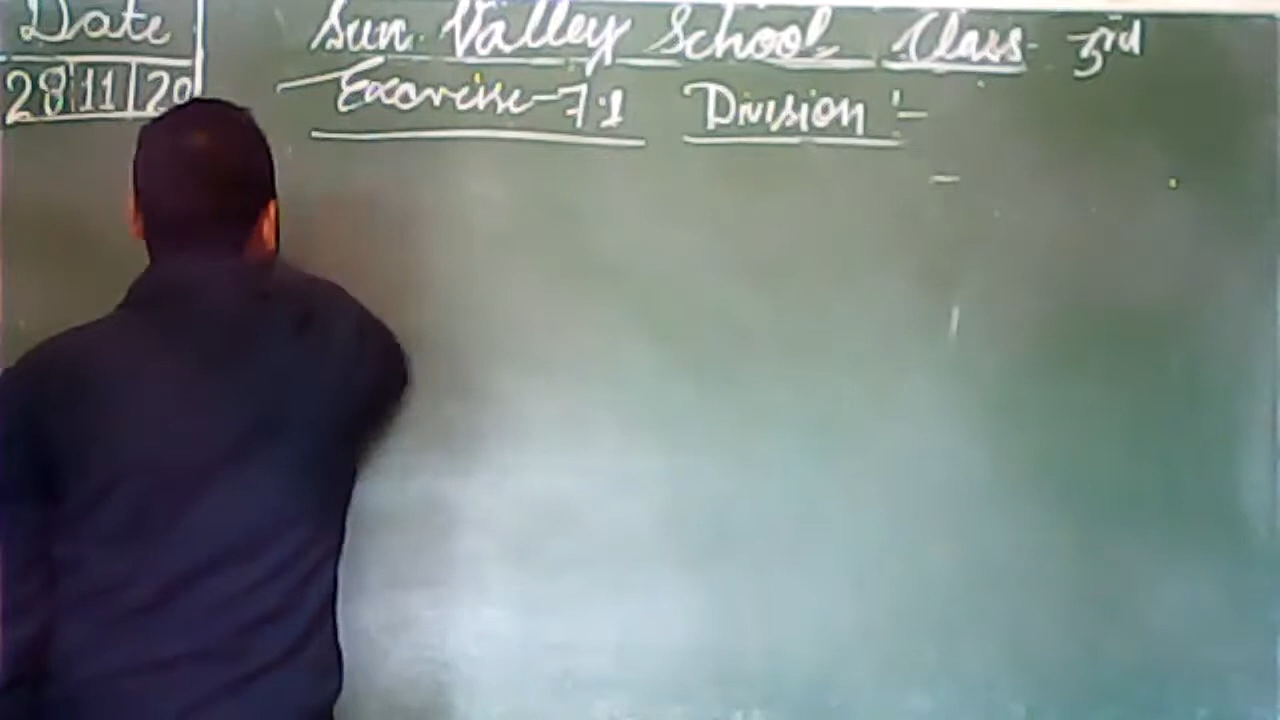 Date
28|11|20
Sun Valley School Class 3rd
Exercise-7.1 Division :-